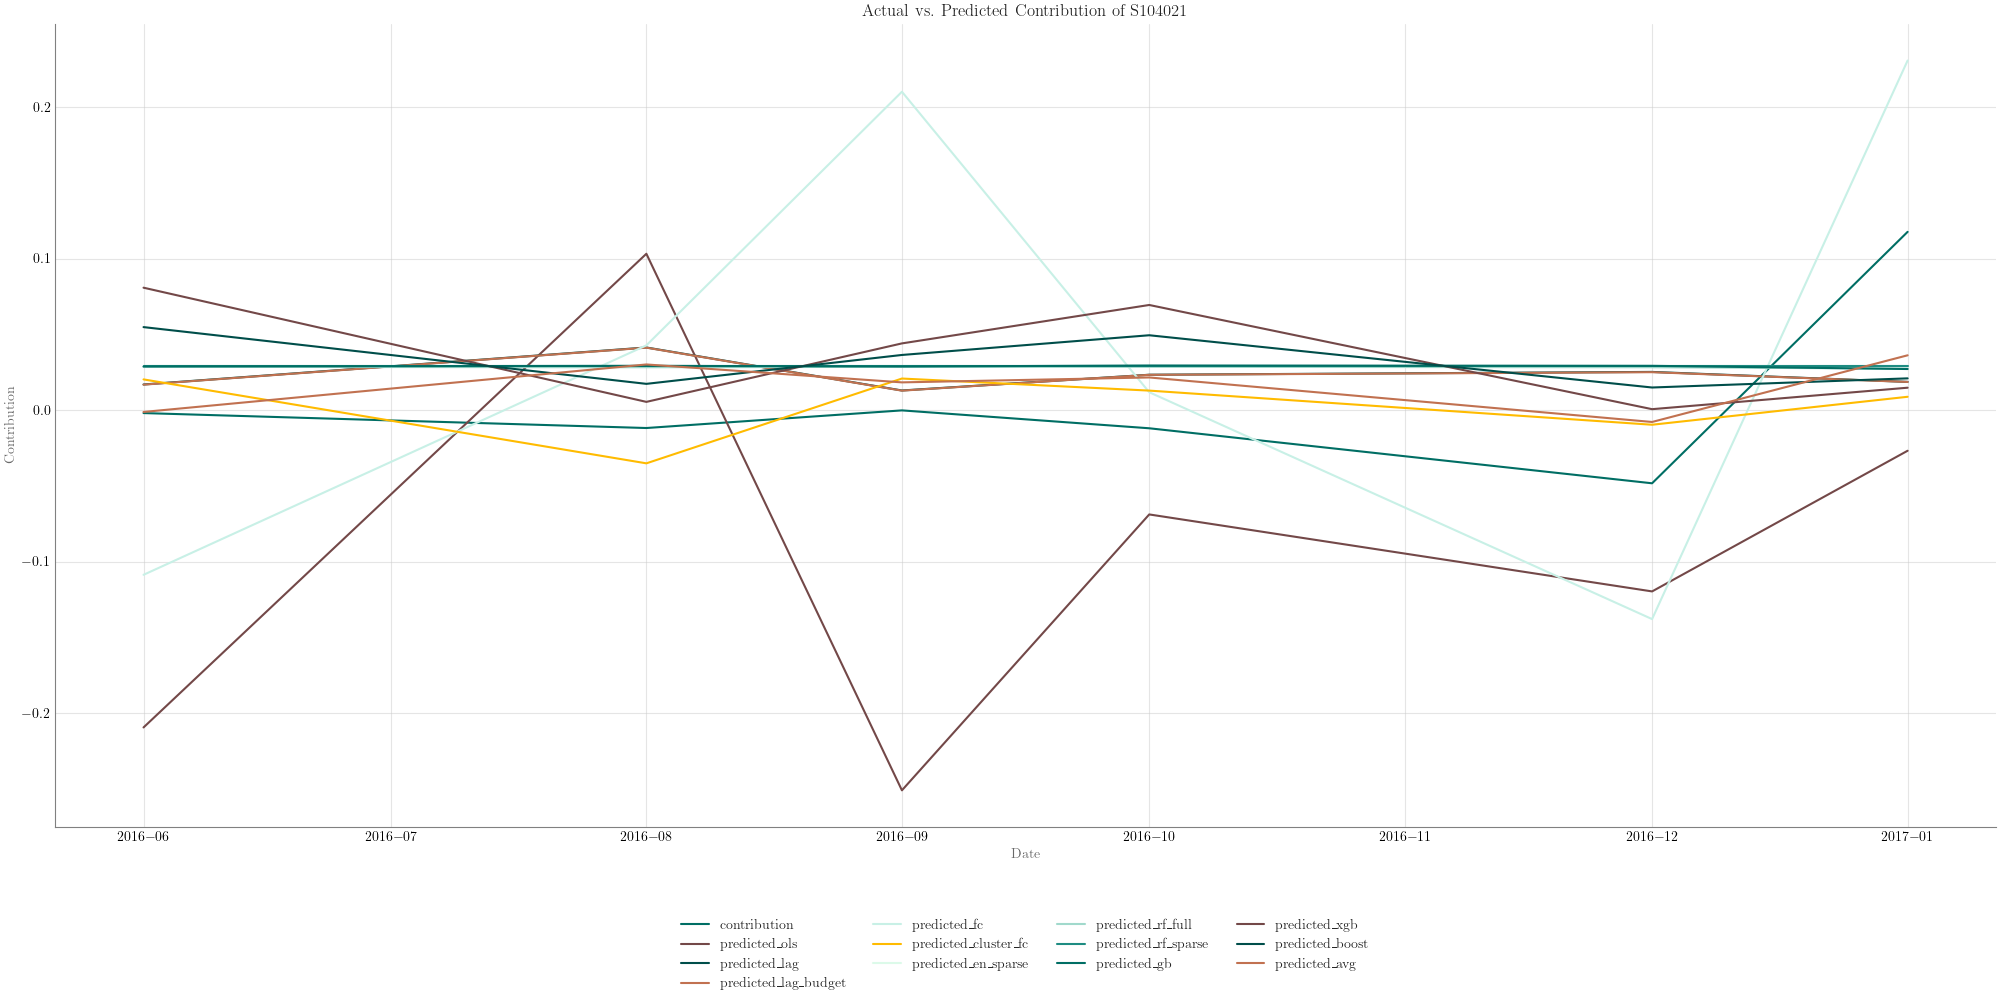 Actual vs. Predicted Contribution of S104021
0.2
0.1
0.0
−0.1
−0.2
Contribution
2016−06 2016−07 2016−08 2016−09 2016−10 2016−11 2016−12 2017−01
Date
contribution predicted_fc predicted_rf_full predicted_xgb
predicted_ols predicted_cluster_fc predicted_rf_sparse predicted_boost
predicted_lag predicted_en_sparse predicted_gb predicted_avg
predicted_lag_budget